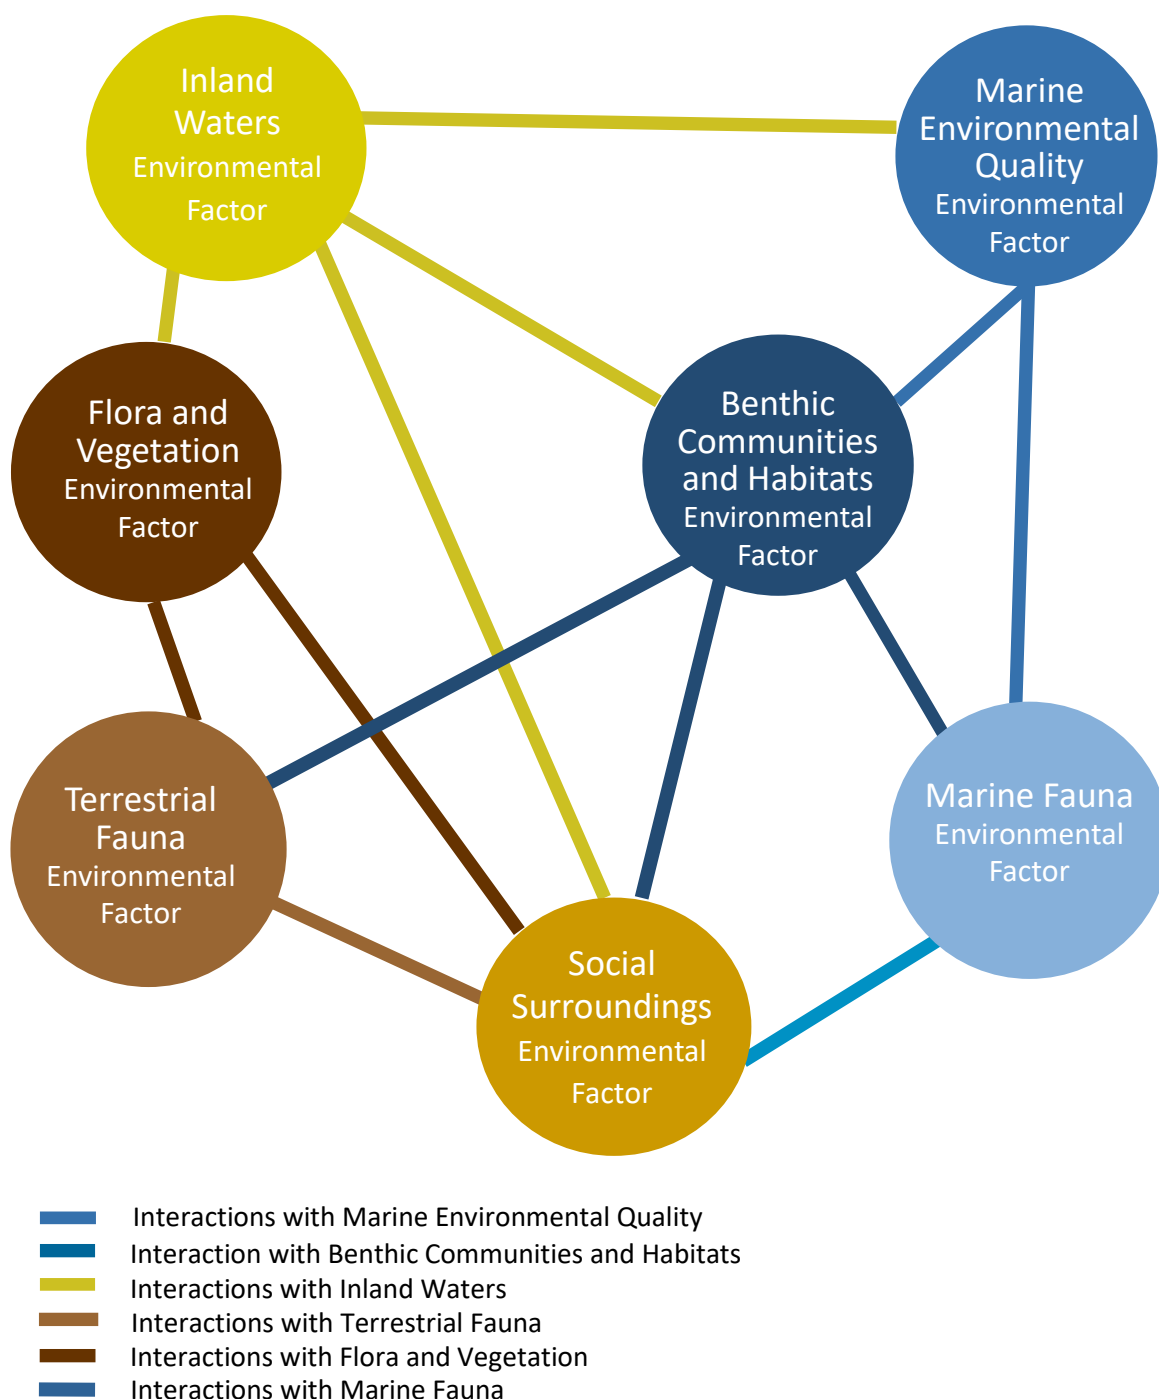 Inland
Waters
Environmental
Factor
Marine
Environmental
Quality
Environmental
Factor
Flora and
Vegetation
Environmental
Factor
Benthic
Communities
and Habitats
Environmental
Factor
Terrestrial
Fauna
Environmental
Factor
Marine Fauna
Environmental
Factor
Social
Surroundings
Environmental
Factor
Interactions with Marine Environmental Quality
Interaction with Benthic Communities and Habitats
Interactions with Inland Waters
Interactions with Terrestrial Fauna
Interactions with Flora and Vegetation
Interactions with Marine Fauna